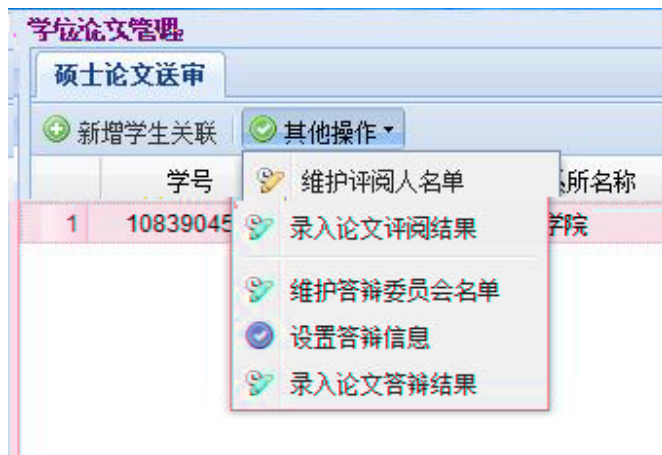 学位论文管理
硕士论文送审
新增学生关联 其他操作
学号 系所名称
1 10839045 学院
维护评阅人名单
录入论文评阅结果
维护答辩委员会名单
设置答辩信息
录入论文答辩结果